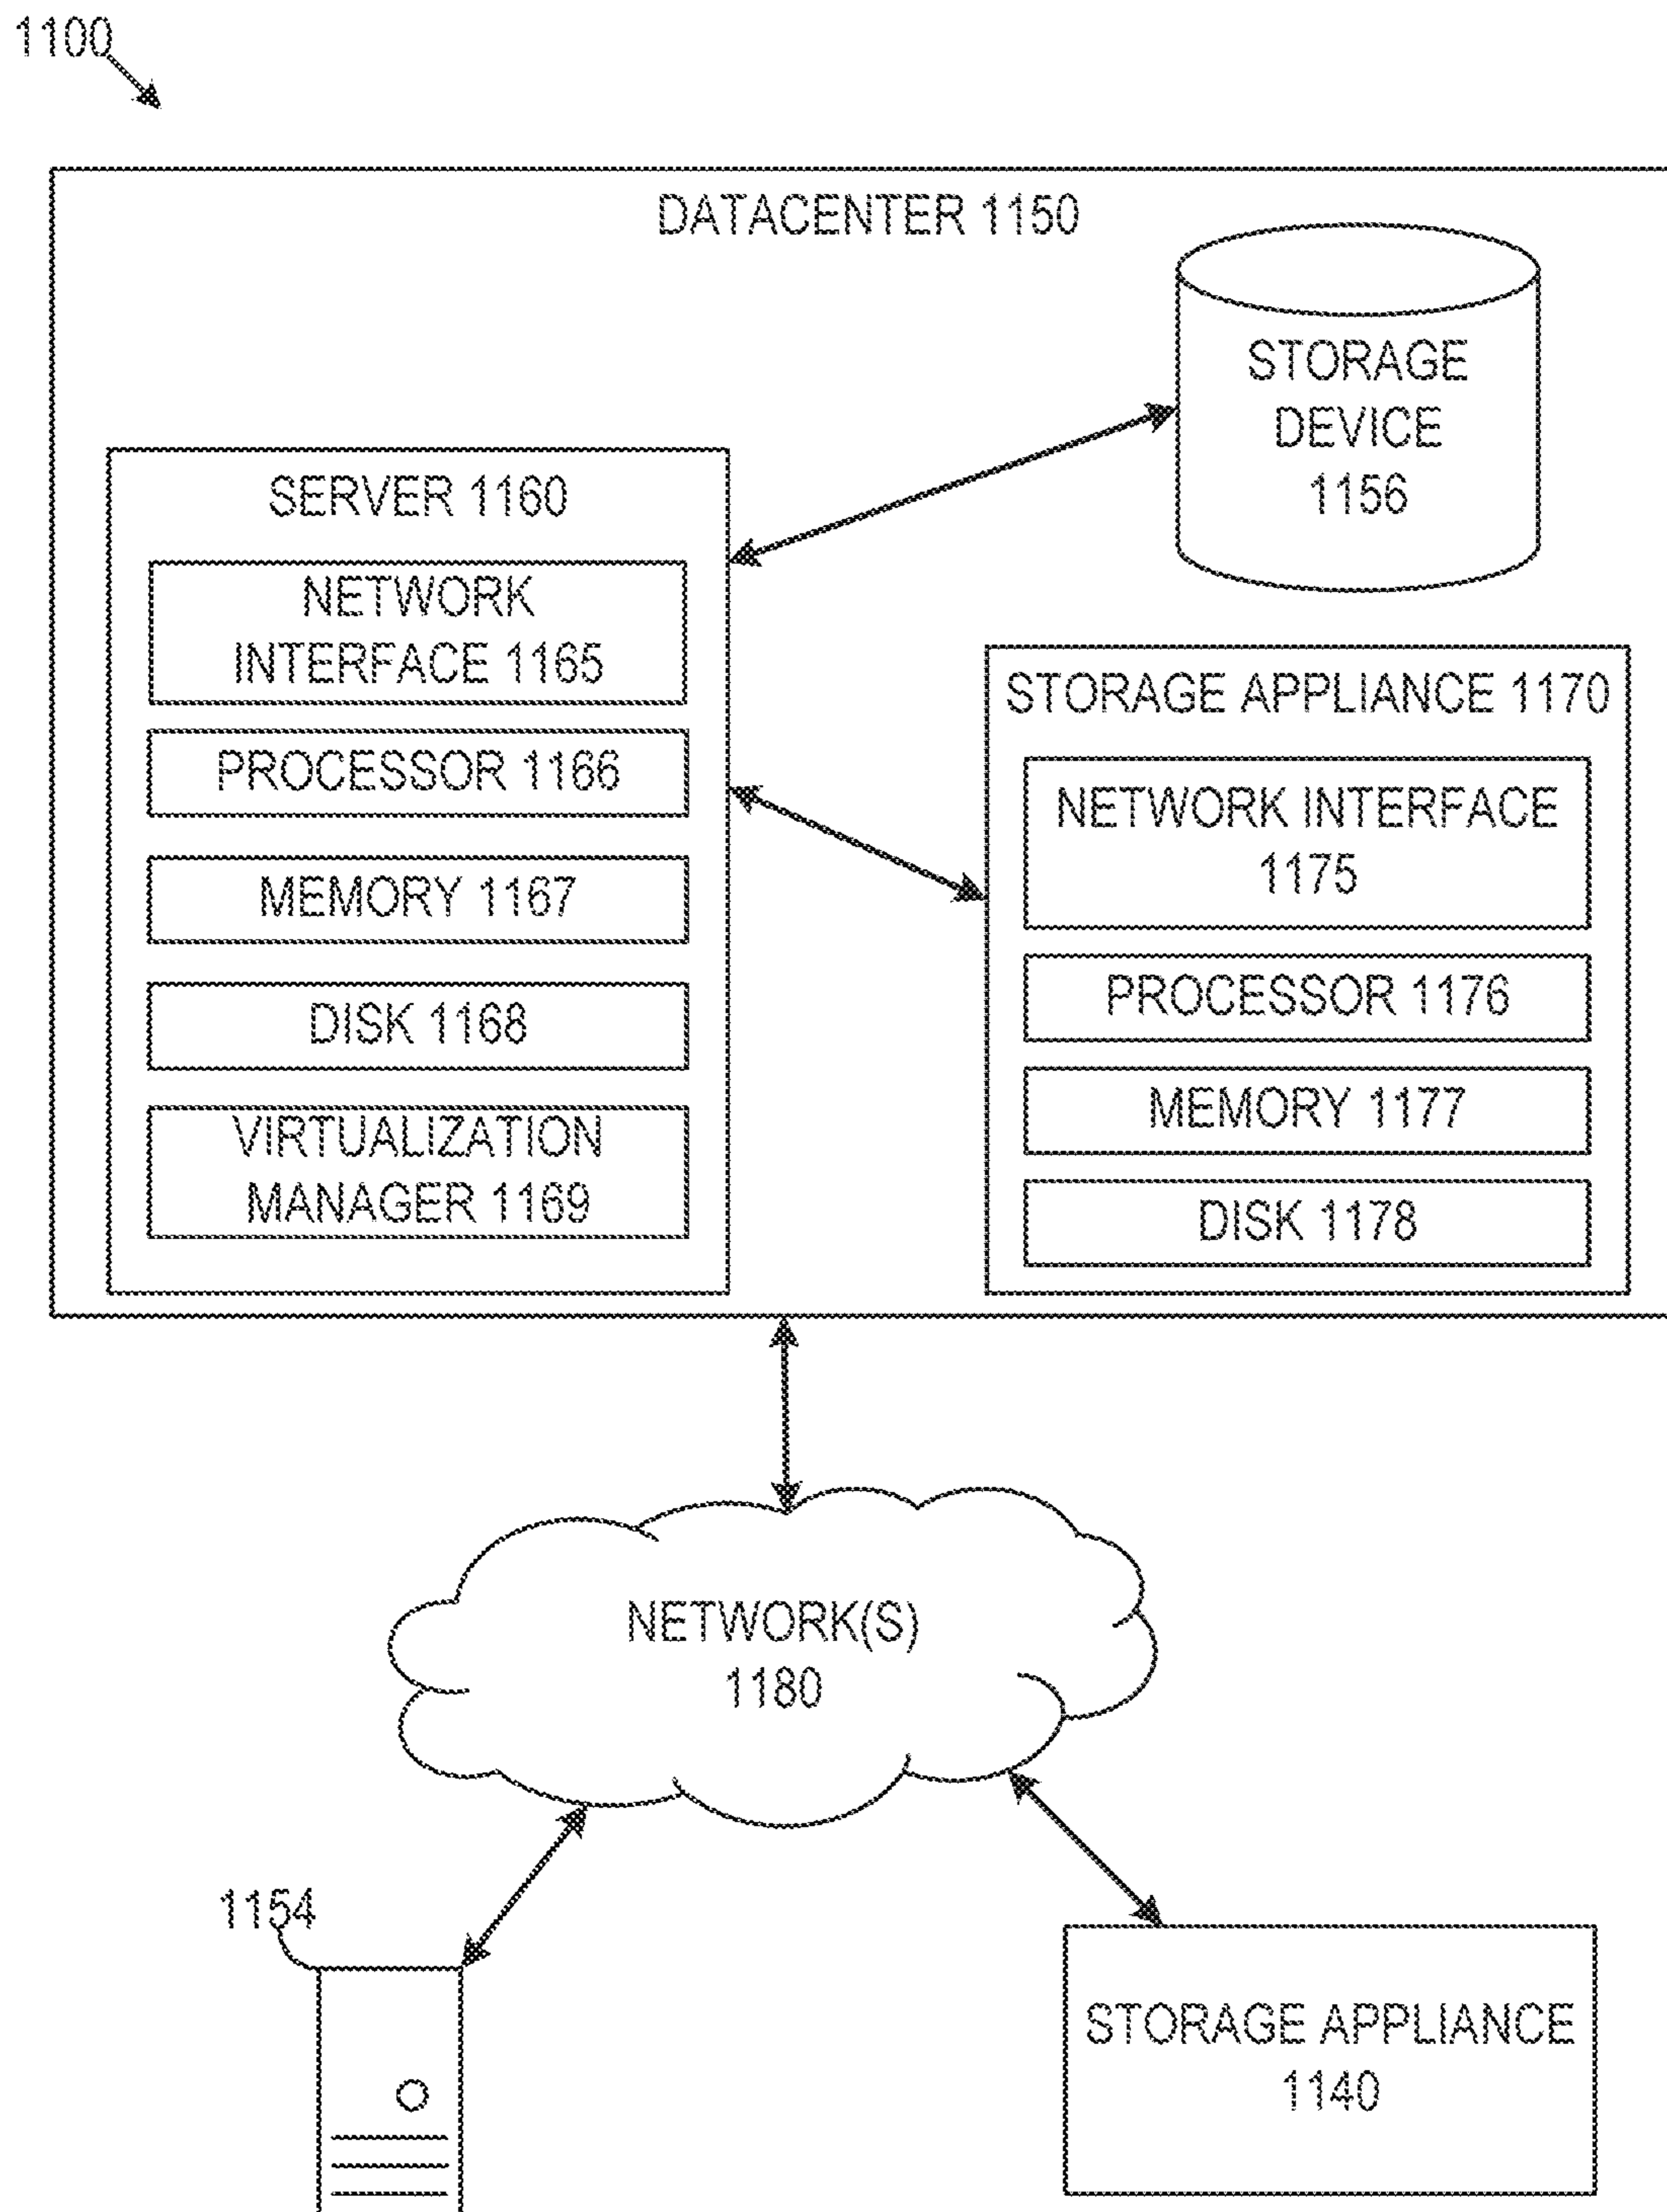 1100
DATACENTER 1150
STORAGE
DEVICE
1156
SERVER 1160
NETWORK
INTERFACE 1165
PROCESSOR 1166
MEMORY 1167
DISK 1168
VIRTUALIZATION
MANAGER 1169
STORAGE APPLIANCE 1170
NETWORK INTERFACE
1175
PROCESSOR 1176
MEMORY 1177
DISK 1178
NETWORK(S)
1180
1154
STORAGE APPLIANCE
1140